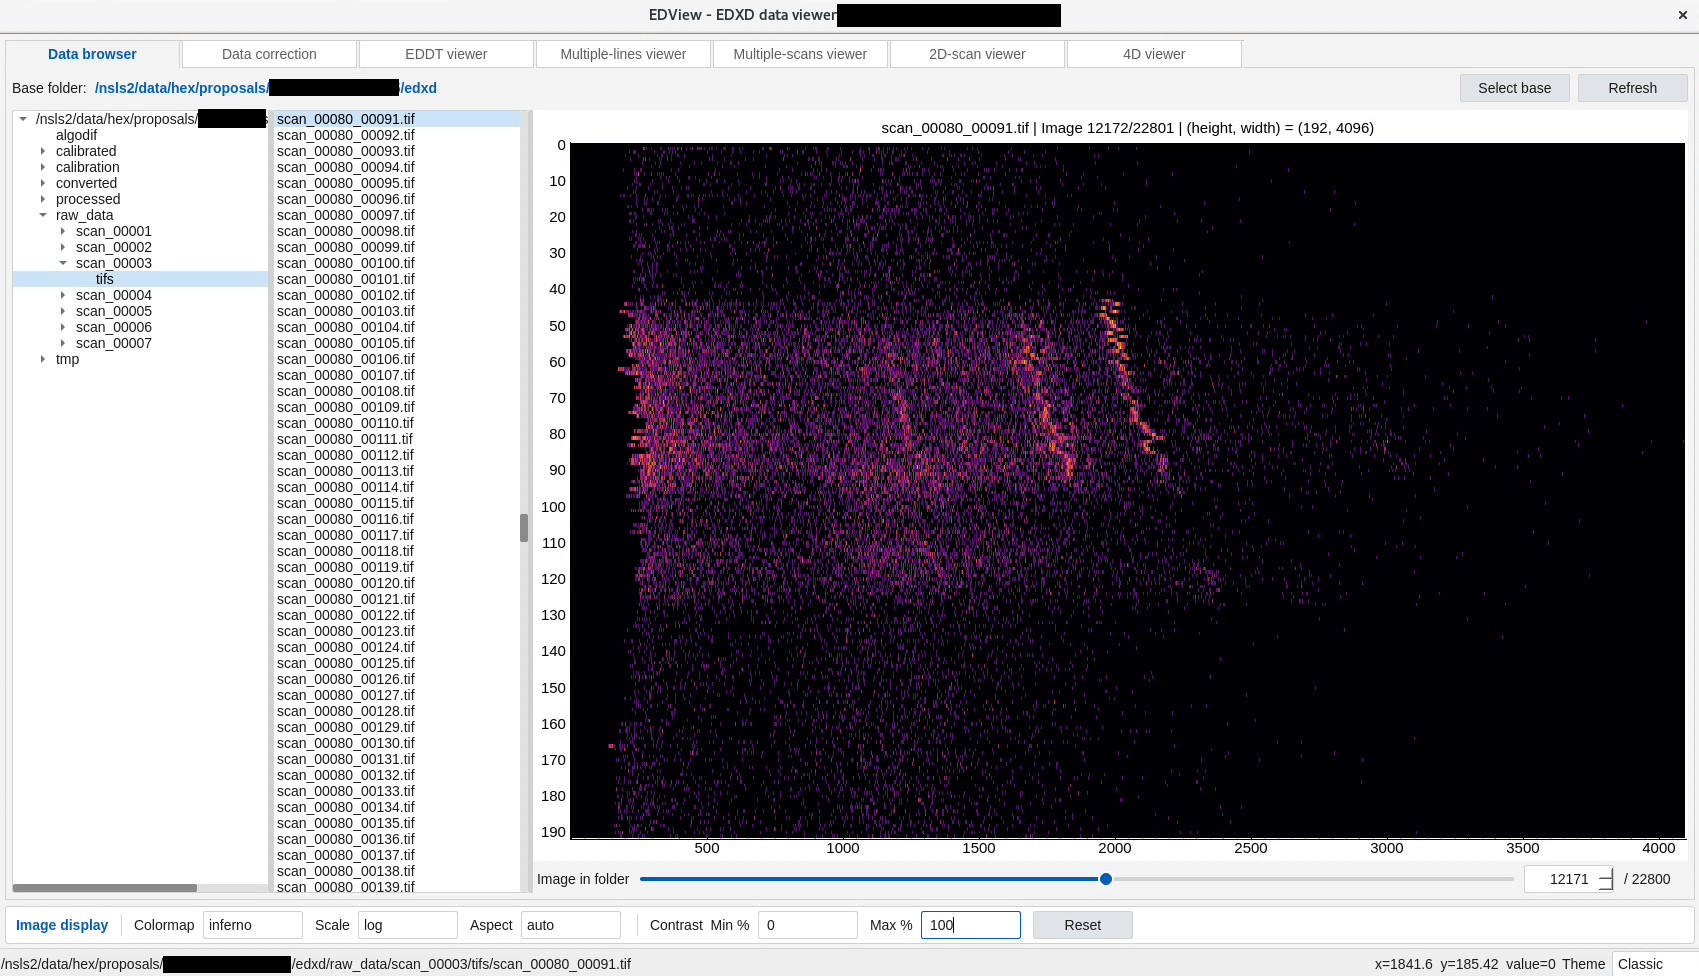 EDView - EDXD data viewer
Data browser
Data correction
EDDT viewer
Multiple-lines viewer
Multiple-scans viewer
2D-scan viewer
4D viewer
Base folder: /nsls2/data/hex/proposals/ /edxd
Select base
Refresh
/nsls2/data/hex/proposals/
algodif
calibrated
calibration
converted
processed
raw_data
scan_00001
scan_00002
scan_00003
tifs
scan_00004
scan_00005
scan_00006
scan_00007
tmp
scan_00080_00091.tif
scan_00080_00092.tif
scan_00080_00093.tif
scan_00080_00094.tif
scan_00080_00095.tif
scan_00080_00096.tif
scan_00080_00097.tif
scan_00080_00098.tif
scan_00080_00099.tif
scan_00080_00100.tif
scan_00080_00101.tif
scan_00080_00102.tif
scan_00080_00103.tif
scan_00080_00104.tif
scan_00080_00105.tif
scan_00080_00106.tif
scan_00080_00107.tif
scan_00080_00108.tif
scan_00080_00109.tif
scan_00080_00110.tif
scan_00080_00111.tif
scan_00080_00112.tif
scan_00080_00113.tif
scan_00080_00114.tif
scan_00080_00115.tif
scan_00080_00116.tif
scan_00080_00117.tif
scan_00080_00118.tif
scan_00080_00119.tif
scan_00080_00120.tif
scan_00080_00121.tif
scan_00080_00122.tif
scan_00080_00123.tif
scan_00080_00124.tif
scan_00080_00125.tif
scan_00080_00126.tif
scan_00080_00127.tif
scan_00080_00128.tif
scan_00080_00129.tif
scan_00080_00130.tif
scan_00080_00131.tif
scan_00080_00132.tif
scan_00080_00133.tif
scan_00080_00134.tif
scan_00080_00135.tif
scan_00080_00136.tif
scan_00080_00137.tif
scan_00080_00138.tif
scan_00080_00139.tif
scan_00080_00091.tif | Image 12172/22801 | (height, width) = (192, 4096)
0
10
20
30
40
50
60
70
80
90
100
110
120
130
140
150
160
170
180
190
500 1000 1500 2000 2500 3000 3500 4000
Image in folder 12171 / 22800
Image display Colormap inferno Scale log Aspect auto Contrast Min % 0 Max % 100 Reset
/nsls2/data/hex/proposals/ /edxd/raw_data/scan_00003/tifs/scan_00080_00091.tif
x=1841.6 y=185.42 value=0 Theme Classic